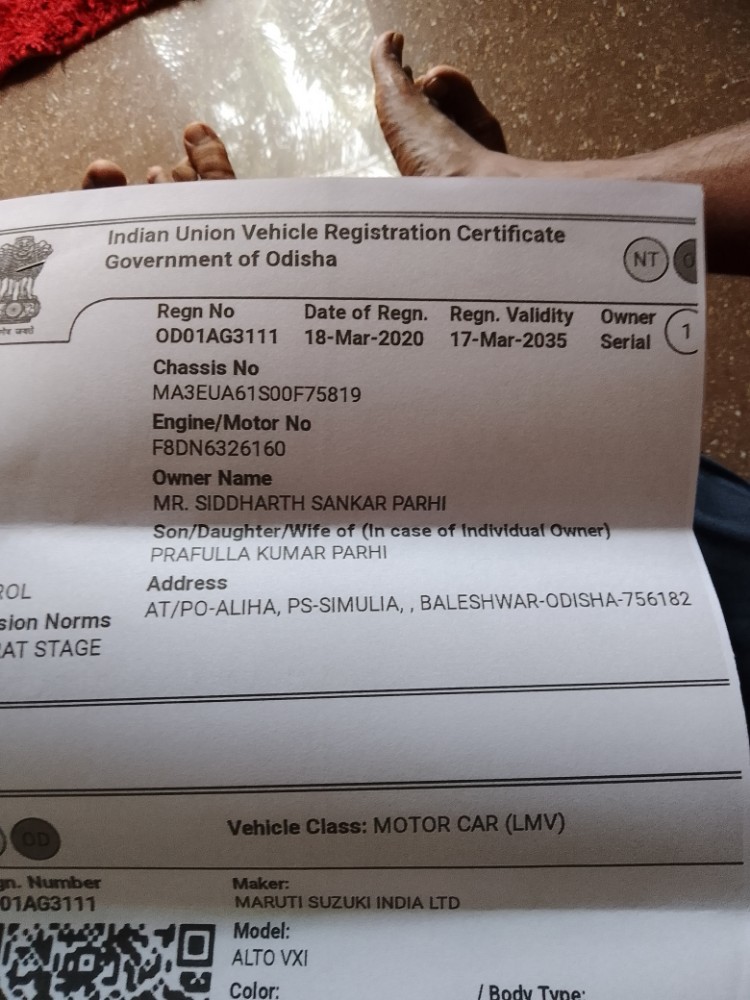 Indian Union Vehicle Registration Certificate
Government of Odisha
NT
Regn No Date of Regn. Regn. Validity Owner Serial 1
OD01AG3111 18-Mar-2020 17-Mar-2035
Chassis No
MA3EUA61S00F75819
Engine/Motor No
F8DN6326160
Owner Name
MR. SIDDHARTH SANKAR PARHI
Son/Daughter/Wife of (In case of Individual Owner)
PRAFULLA KUMAR PARHI
Address
AT/PO-ALIHA, PS-SIMULIA, , BALESHWAR-ODISHA-756182
ROL
sion Norms
AT STAGE
OD
Vehicle Class: MOTOR CAR (LMV)
gn. Number
01AG3111
Maker:
MARUTI SUZUKI INDIA LTD
Model:
ALTO VXI
Color: / Body Type: